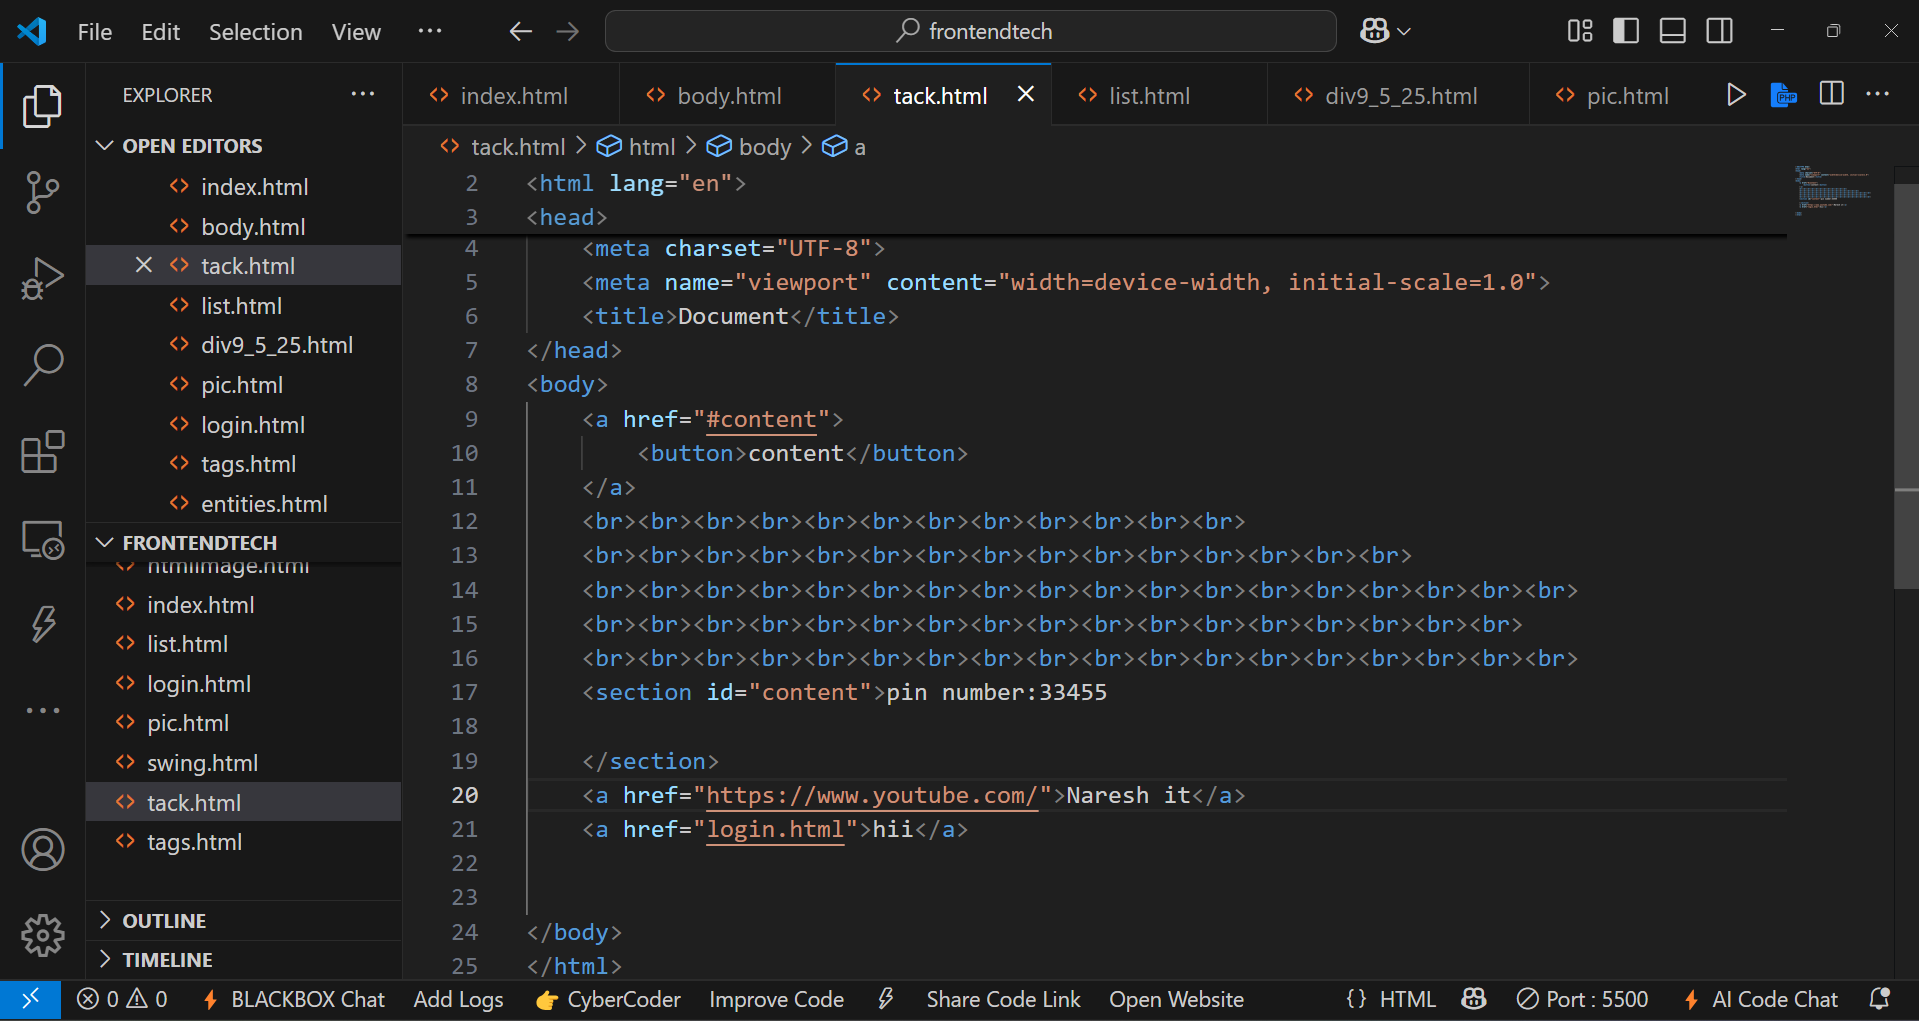 File Edit Selection View ··· frontendtech
EXPLORER ···
OPEN EDITORS
index.html
body.html
tack.html
list.html
div9_5_25.html
pic.html
login.html
tags.html
entities.html
FRONTENDTECH
htmlimage.html
index.html
list.html
login.html
pic.html
swing.html
tack.html
tags.html
OUTLINE
TIMELINE
index.html body.html tack.html list.html div9_5_25.html pic.html PHP
tack.html > html > body > a
2 <html lang="en">
3 <head>
4 <meta charset="UTF-8">
5 <meta name="viewport" content="width=device-width, initial-scale=1.0">
6 <title>Document</title>
7 </head>
8 <body>
9 <a href="#content">
10 <button>content</button>
11 </a>
12 <br><br><br><br><br><br><br><br><br><br><br><br>
13 <br><br><br><br><br><br><br><br><br><br><br><br><br><br><br>
14 <br><br><br><br><br><br><br><br><br><br><br><br><br><br><br><br><br><br>
15 <br><br><br><br><br><br><br><br><br><br><br><br><br><br><br><br><br>
16 <br><br><br><br><br><br><br><br><br><br><br><br><br><br><br><br><br><br>
17 <section id="content">pin number:33455
18
19 </section>
20 <a href="https://www.youtube.com/">Naresh it</a>
21 <a href="login.html">hii</a>
22
23
24 </body>
25 </html>
0 0 BLACKBOX Chat Add Logs CyberCoder Improve Code Share Code Link Open Website {} HTML Port : 5500 AI Code Chat